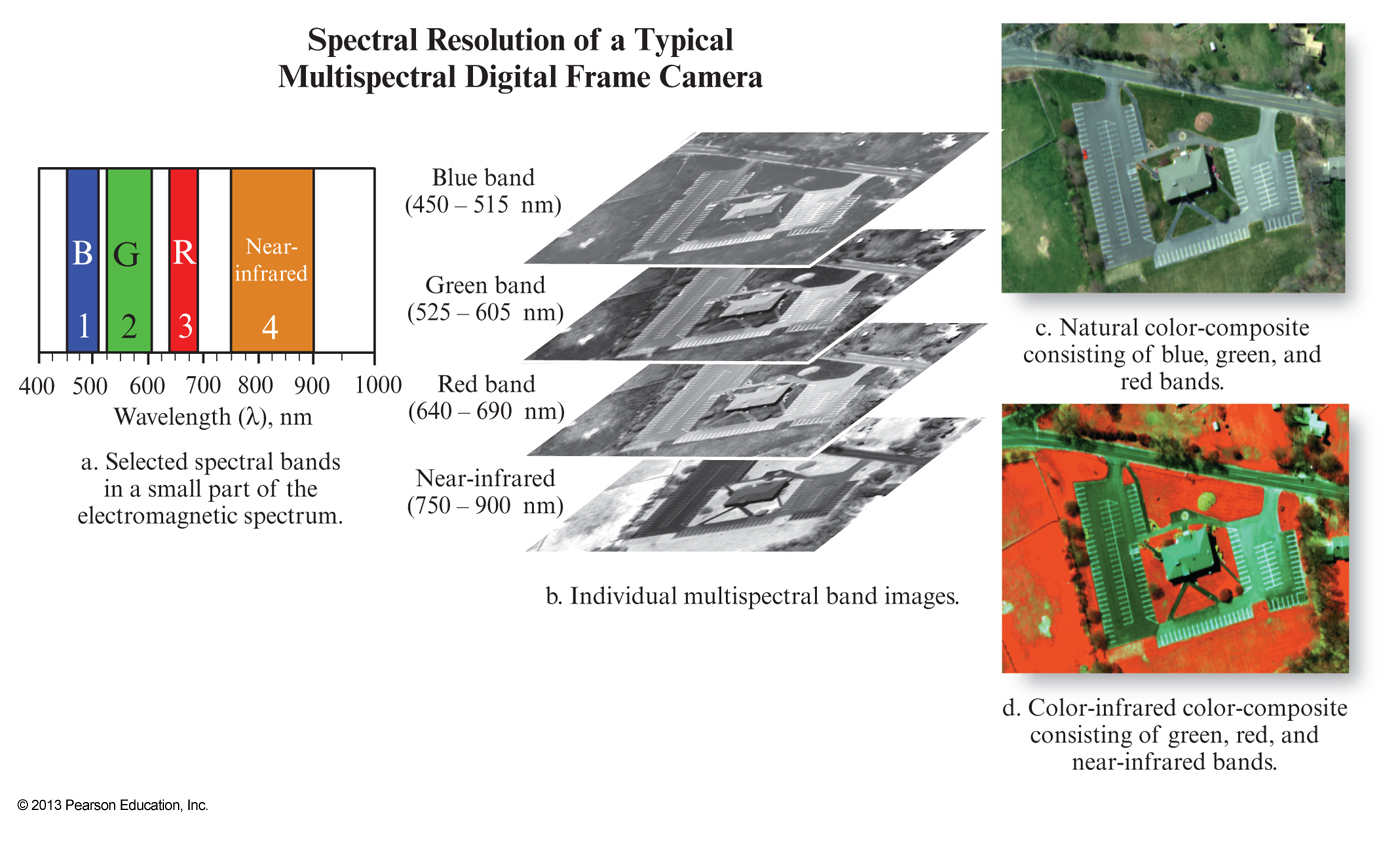 Spectral Resolution of a Typical
Multispectral Digital Frame Camera
B
G
R
Near-
infrared
1
2
3
4
400 500 600 700 800 900 1000
Wavelength (λ), nm
a. Selected spectral bands
in a small part of the
electromagnetic spectrum.
Blue band
(450 – 515 nm)
Green band
(525 – 605 nm)
Red band
(640 – 690 nm)
Near-infrared
(750 – 900 nm)
b. Individual multispectral band images.
c. Natural color-composite
consisting of blue, green, and
red bands.
d. Color-infrared color-composite
consisting of green, red, and
near-infrared bands.
© 2013 Pearson Education, Inc.